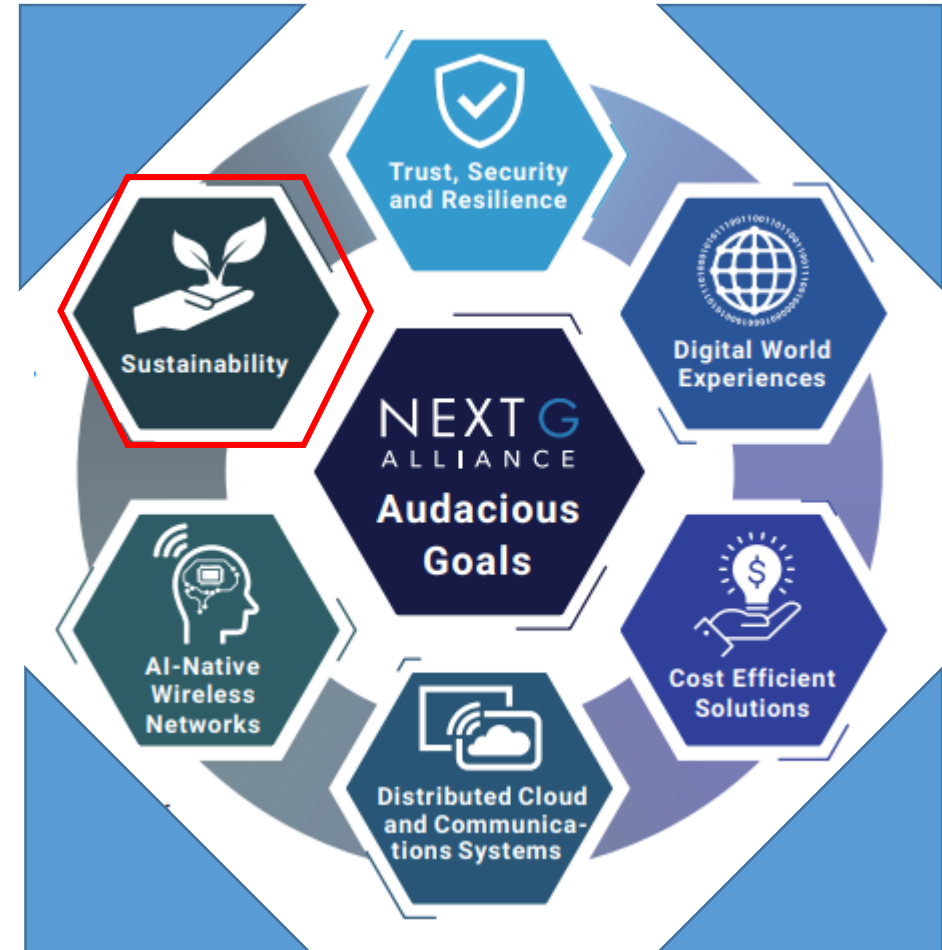 Trust, Security
and Resilience
Sustainability
Digital World
Experiences
NEXT G
ALLIANCE
Audacious
Goals
$
AI-Native
Wireless
Networks
Cost Efficient
Solutions
Distributed Cloud
and Communica-
tions Systems